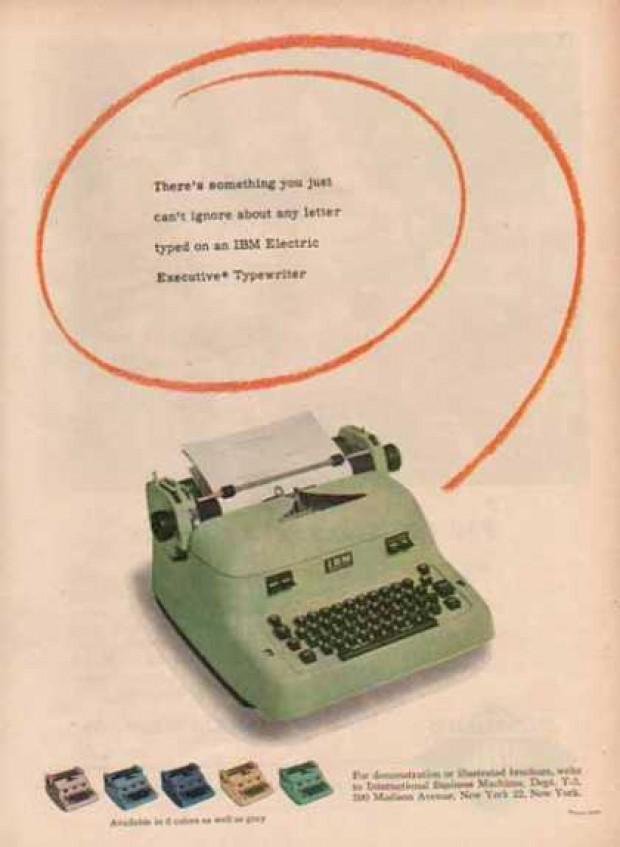 There's something you just
can't ignore about any letter
typed on an IBM Electric
Executive* Typewriter
IBM
Available in 6 colors as well as grey
For demonstration or illustrated brochure, write
to International Business Machines, Dept. T-3,
590 Madison Avenue, New York 22, New York.